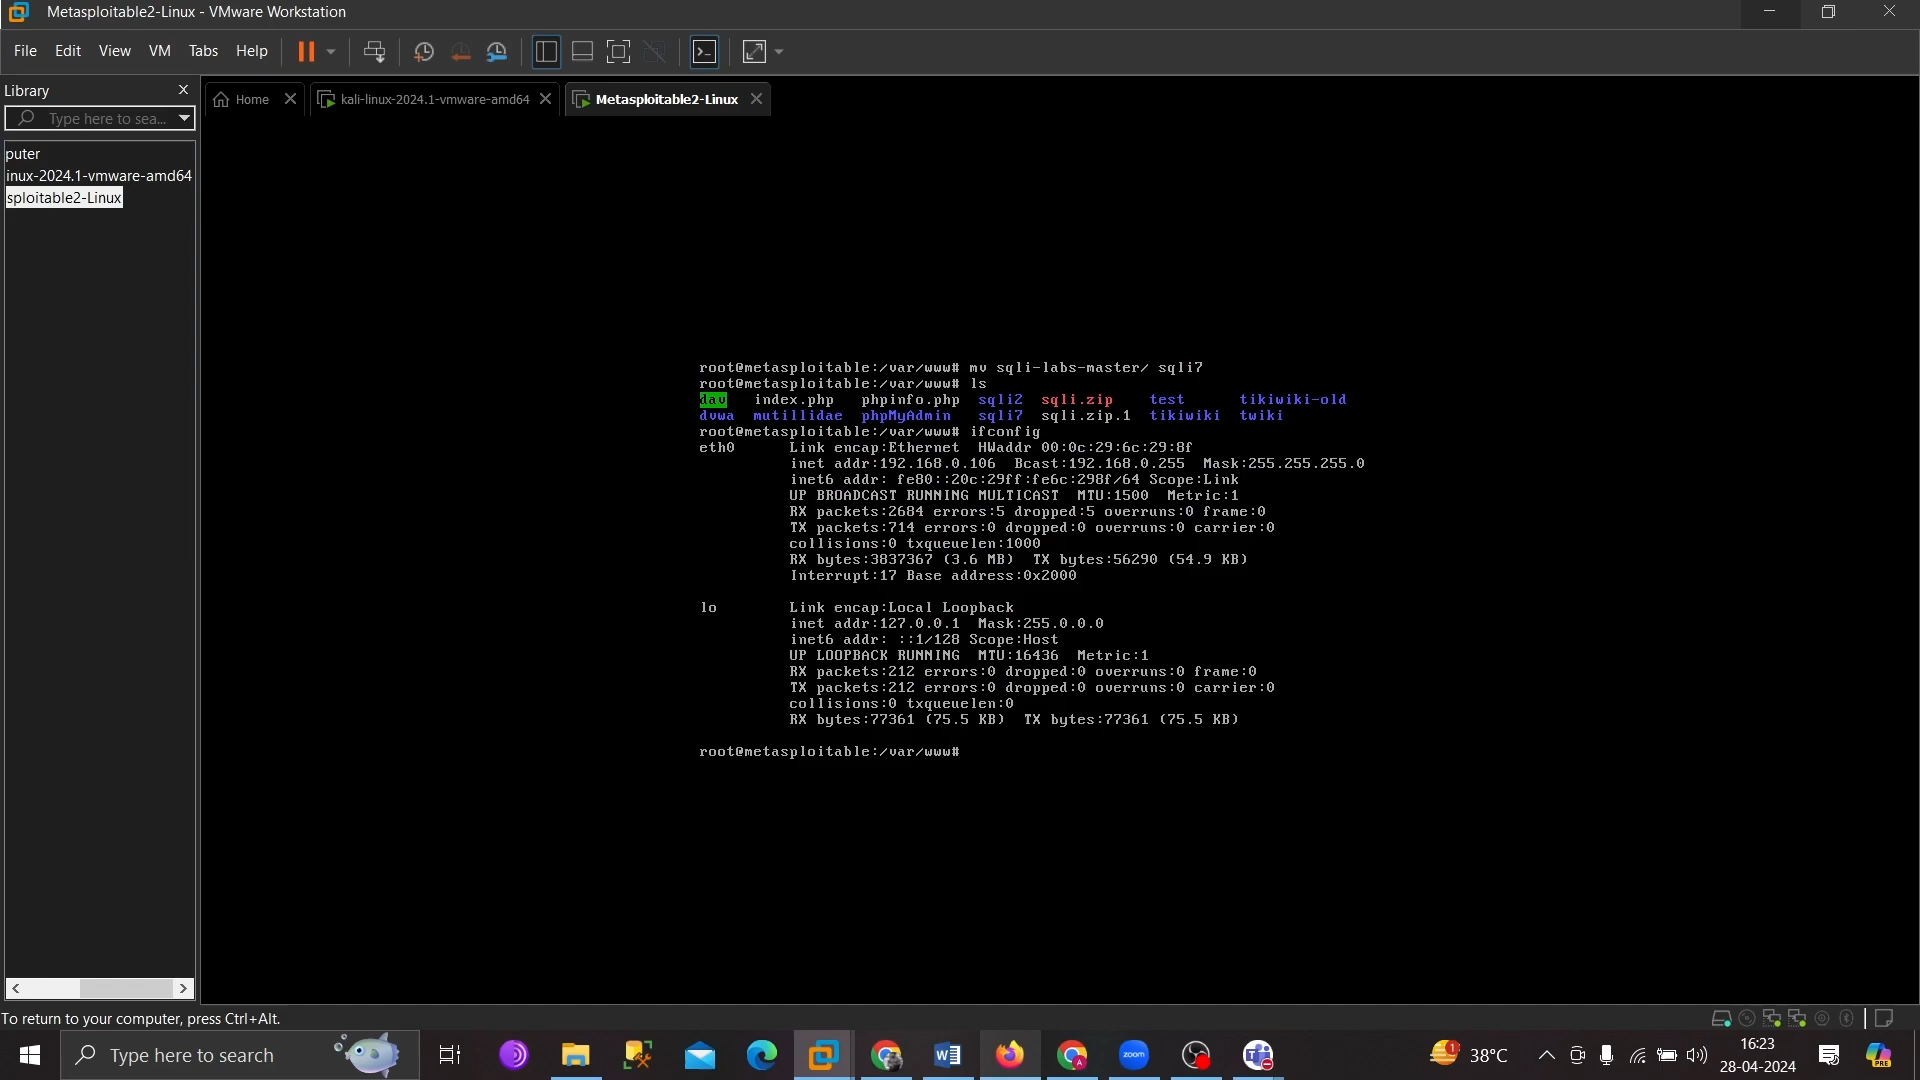 Metasploitable2-Linux - VMware Workstation
File Edit View VM Tabs Help
Library
Type here to sea...
puter
inux-2024.1-vmware-amd64
sploitable2-Linux
Home kali-linux-2024.1-vmware-amd64 Metasploitable2-Linux
root@metasploitable:/var/www# mv sqli-labs-master/ sqli7
root@metasploitable:/var/www# ls
dav index.php phpinfo.php sqli2 sqli.zip test tikiwiki-old
dvwa mutillidae phpMyAdmin sqli7 sqli.zip.1 tikiwiki twiki
root@metasploitable:/var/www# ifconfig
eth0 Link encap:Ethernet HWaddr 00:0c:29:6c:29:8f
inet addr:192.168.0.106 Bcast:192.168.0.255 Mask:255.255.255.0
inet6 addr: fe80::20c:29ff:fe6c:298f/64 Scope:Link
UP BROADCAST RUNNING MULTICAST MTU:1500 Metric:1
RX packets:2684 errors:5 dropped:5 overruns:0 frame:0
TX packets:714 errors:0 dropped:0 overruns:0 carrier:0
collisions:0 txqueuelen:1000
RX bytes:3837367 (3.6 MB) TX bytes:56290 (54.9 KB)
Interrupt:17 Base address:0x2000
lo Link encap:Local Loopback
inet addr:127.0.0.1 Mask:255.0.0.0
inet6 addr: ::1/128 Scope:Host
UP LOOPBACK RUNNING MTU:16436 Metric:1
RX packets:212 errors:0 dropped:0 overruns:0 frame:0
TX packets:212 errors:0 dropped:0 overruns:0 carrier:0
collisions:0 txqueuelen:0
RX bytes:77361 (75.5 KB) TX bytes:77361 (75.5 KB)
root@metasploitable:/var/www#
To return to your computer, press Ctrl+Alt.
Type here to search
zoom
1
38°C
16:23
28-04-2024
PRE